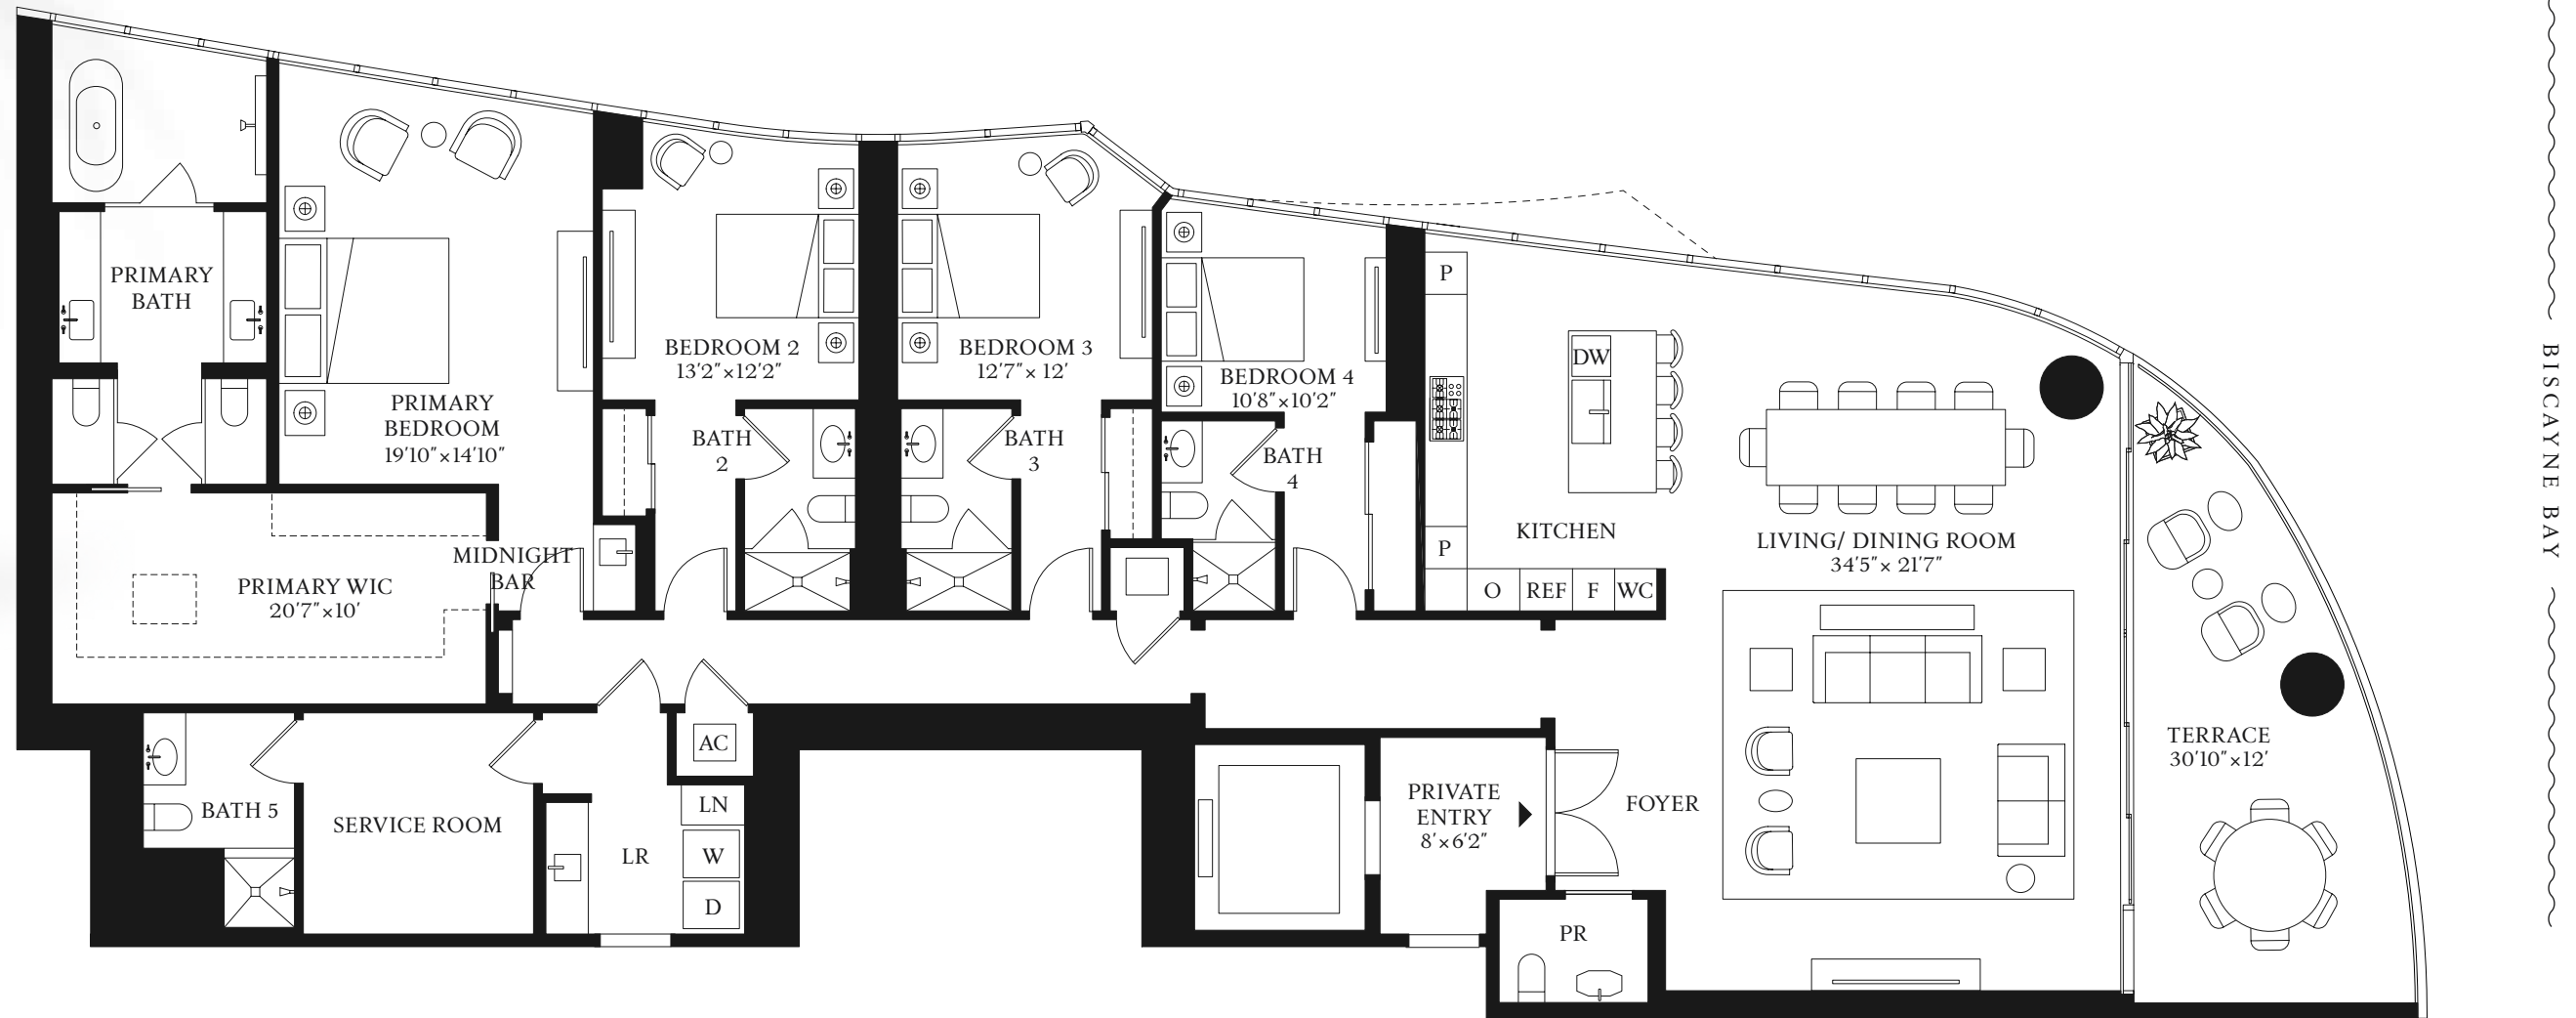 PRIMARY
BATH
PRIMARY
BEDROOM
19'10"×14'10"
BEDROOM 2
13'2"×12'2"
BEDROOM 3
12'7"× 12'
BEDROOM 4
10'8"×10'2"
BATH
2
BATH
3
BATH
4
P
P
DW
KITCHEN
O
REF
F
WC
LIVING/ DINING ROOM
34'5"× 21'7"
MIDNIGHT
BAR
PRIMARY WIC
20'7"×10'
BATH 5
SERVICE ROOM
LR
AC
LN
W
D
PRIVATE
ENTRY
8'×6'2"
FOYER
PR
TERRACE
30'10"×12'
BISCAYNE BAY